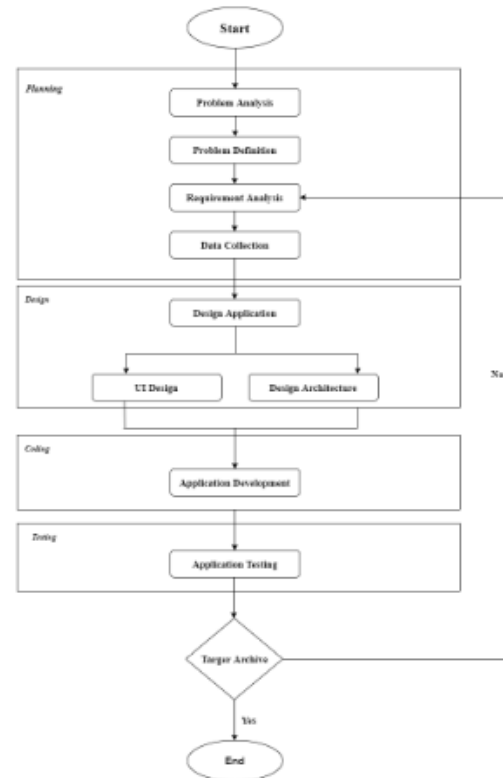 Start
Planning
Problem Analysis
Problem Definition
Requirement Analysis
Data Collection
Design
Design Application
UI Design
Design Architecture
Coding
Application Development
Testing
Application Testing
Targer Archive
Yes
End